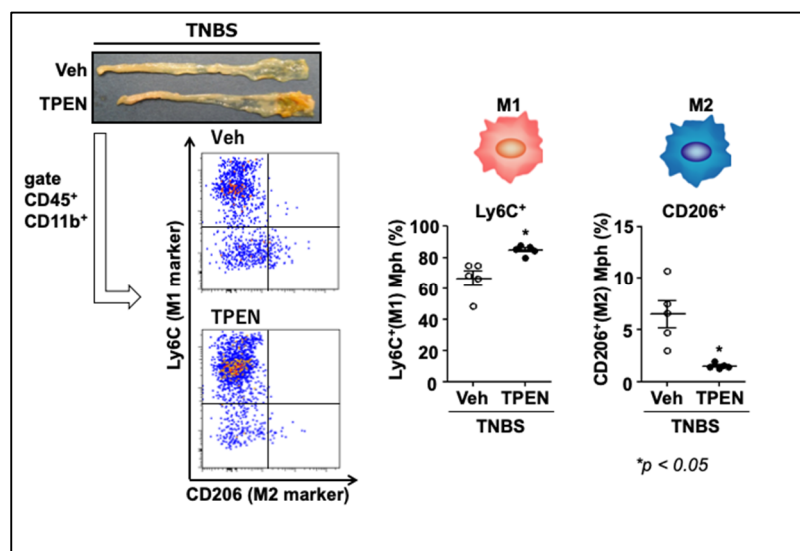 TNBS
Veh
TPEN
gate
CD45⁺
CD11b⁺
Veh
TPEN
Ly6C (M1 marker)
CD206 (M2 marker)
M1
Ly6C⁺
Ly6C⁺(M1) Mph (%)
100
80
60
40
20
0
*
Veh TPEN
TNBS
M2
CD206⁺
CD206⁺(M2) Mph (%)
15
10
5
0
*
Veh TPEN
TNBS
*p < 0.05